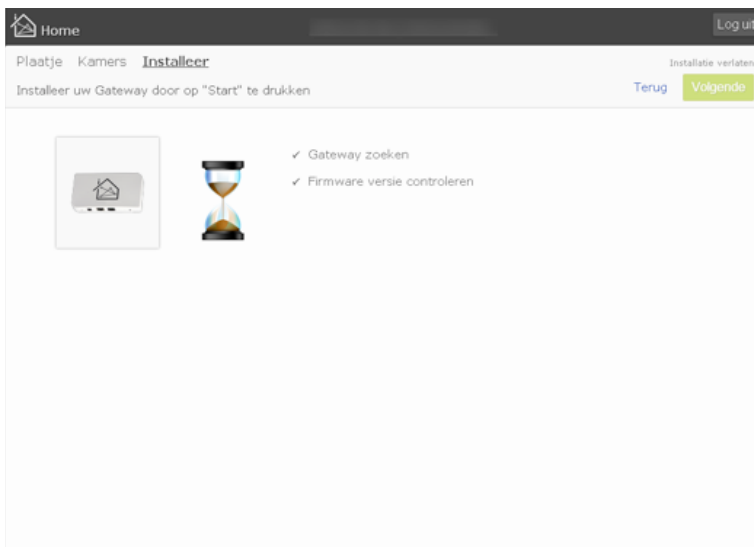 Home
Log uit
Plaatje Kamers Installeer
Installatie verlaten
Installeer uw Gateway door op "Start" te drukken
Terug Volgende
✓ Gateway zoeken
✓ Firmware versie controleren